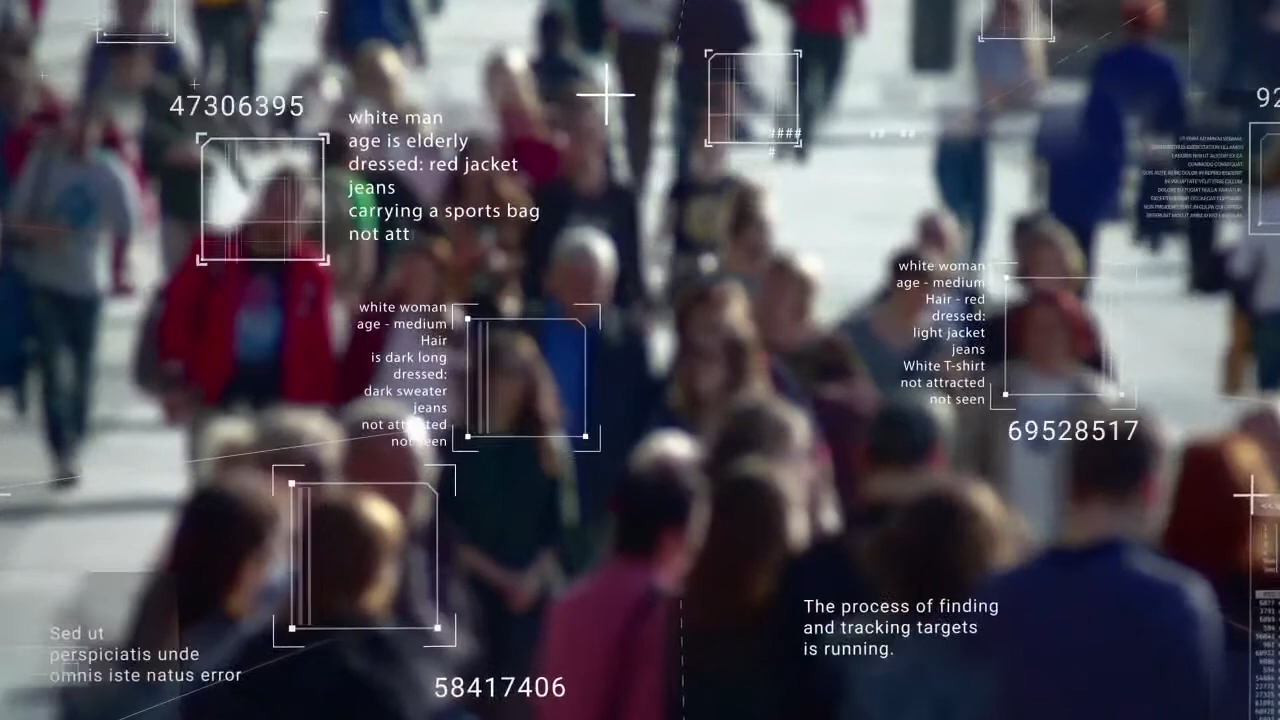 47306395
white man
age is elderly
dressed: red jacket
jeans
carrying a sports bag
not att
####
#
92
white woman
age - medium
Hair
is dark long
dressed:
dark sweater
jeans
not attracted
not seen
white woman
age - medium
Hair - red
dressed:
light jacket
jeans
White T-shirt
not attracted
not seen
69528517
Sed ut
perspiciatis unde
omnis iste natus error
58417406
The process of finding
and tracking targets
is running.